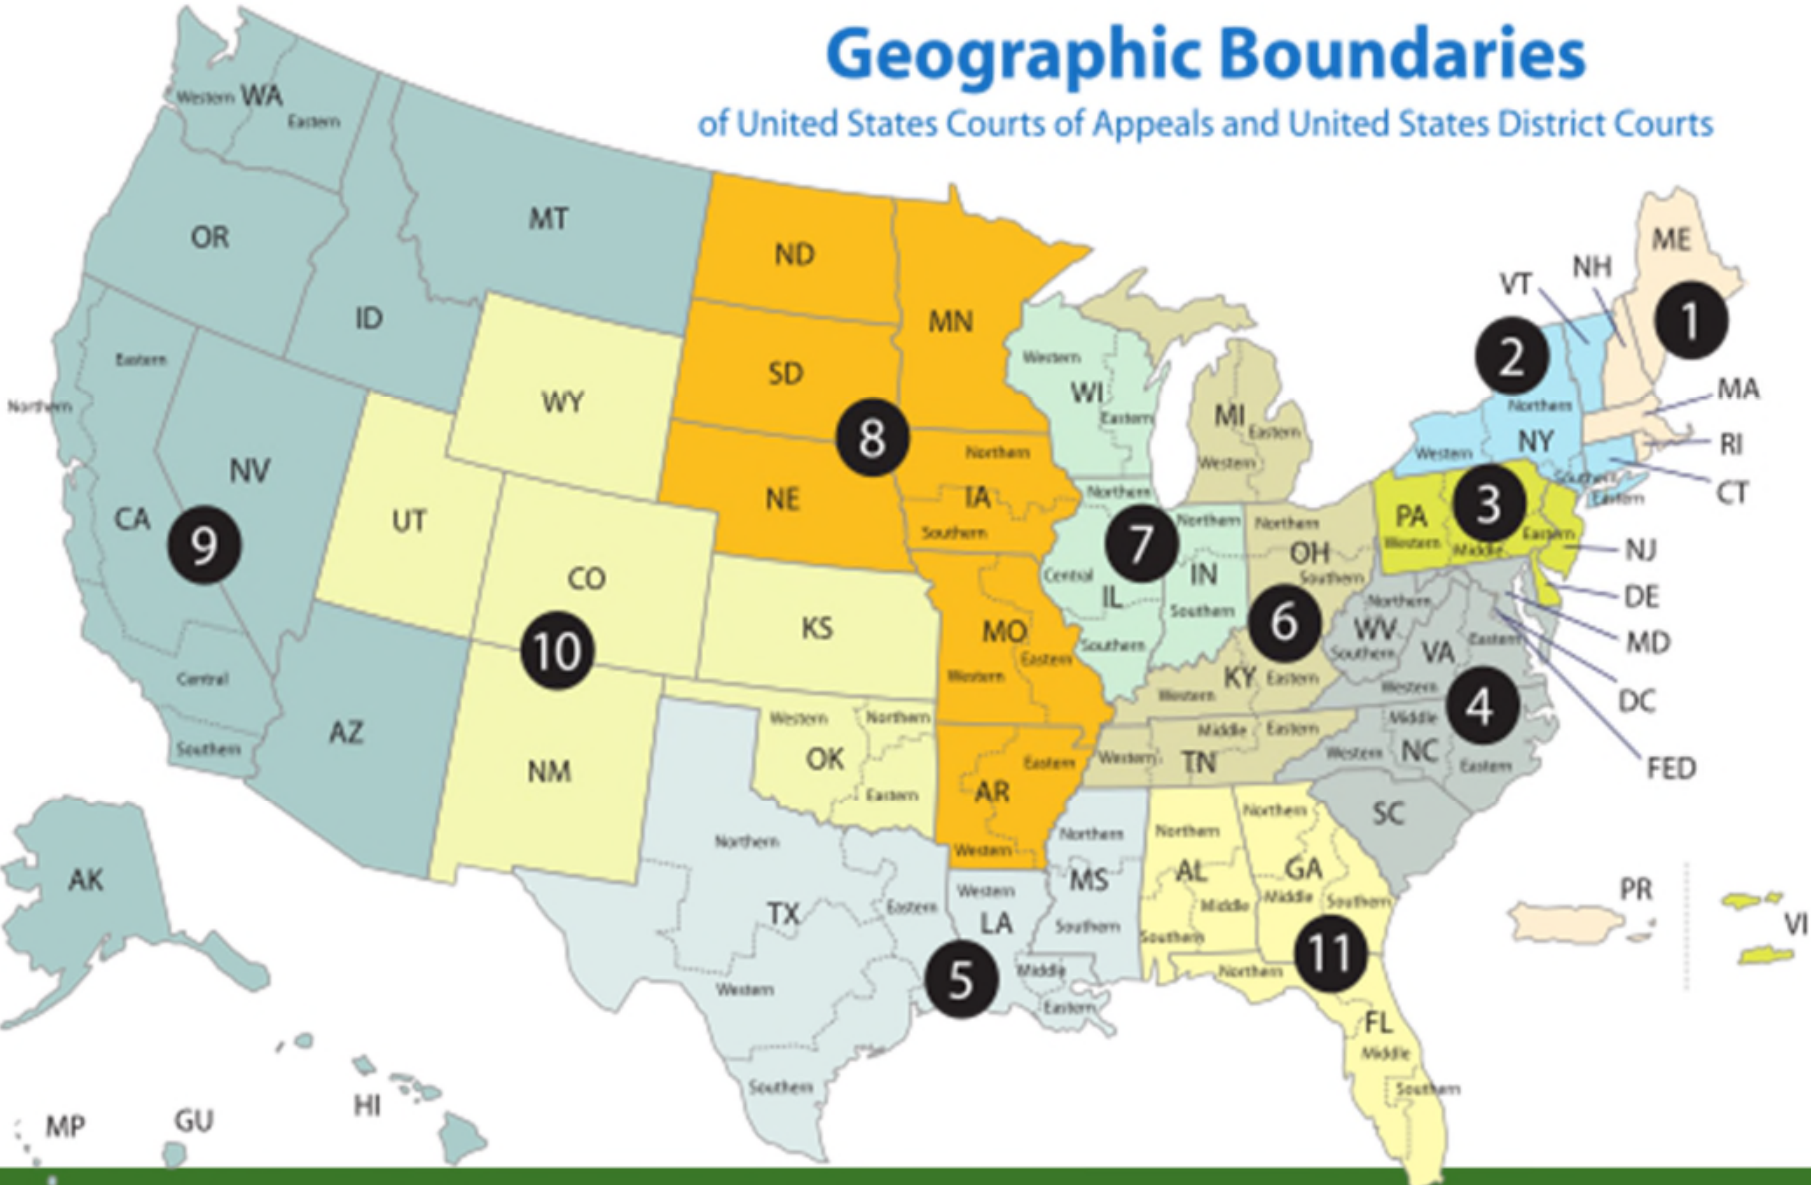 Geographic Boundaries
of United States Courts of Appeals and United States District Courts
Western WA
Eastern
OR
MT
ID
ND
MN
SD
8
NE
Northern
IA
Southern
WY
Eastern
Northern
NV
CA
9
UT
CO
10
KS
Central
Southern
AZ
NM
MO
Eastern
Western
Western
Northern
OK
Eastern
AR
Eastern
Western
Western
WI
Eastern
MI
Eastern
Western
Northern
7
Central
IL
Southern
Northern
IN
Southern
Northern
OH
Southern
6
KY
Western
Eastern
Middle
Eastern
Western
TN
ME
NH
VT
1
2
MA
Northern
NY
Western
RI
Southern
Eastern
CT
PA
3
Western
Middle
Eastern
NJ
DE
MD
DC
FED
Northern
WV
Southern
VA
Eastern
Western
4
Middle
Western
NC
Eastern
SC
Northern
TX
Eastern
Western
Southern
Western
LA
5
Middle
Eastern
Northern
MS
Southern
Northern
AL
Middle
Southern
Northern
GA
Middle
Southern
11
Northern
FL
Middle
Southern
PR
VI
AK
HI
GU
MP